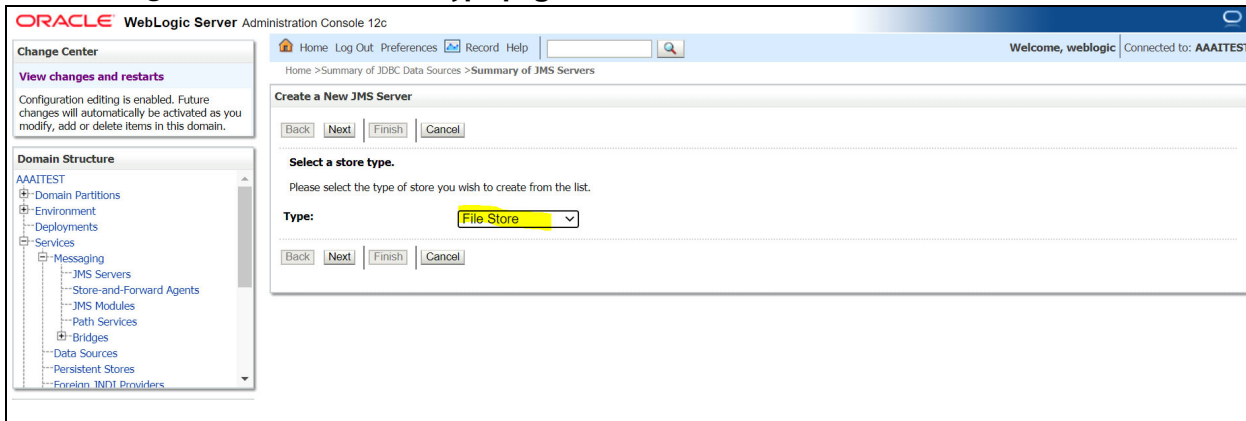 ORACLE WebLogic Server Administration Console 12c
Change Center
View changes and restarts
Configuration editing is enabled. Future
changes will automatically be activated as you
modify, add or delete items in this domain.
Domain Structure
AAAITEST
Domain Partitions
Environment
Deployments
Services
Messaging
JMS Servers
Store-and-Forward Agents
JMS Modules
Path Services
Bridges
Data Sources
Persistent Stores
Foreign JNDI Providers
Home Log Out Preferences Record Help
Welcome, weblogic Connected to: AAAITEST
Home >Summary of JDBC Data Sources >Summary of JMS Servers
Create a New JMS Server
Back Next Finish Cancel
Select a store type.
Please select the type of store you wish to create from the list.
Type: File Store
Back Next Finish Cancel